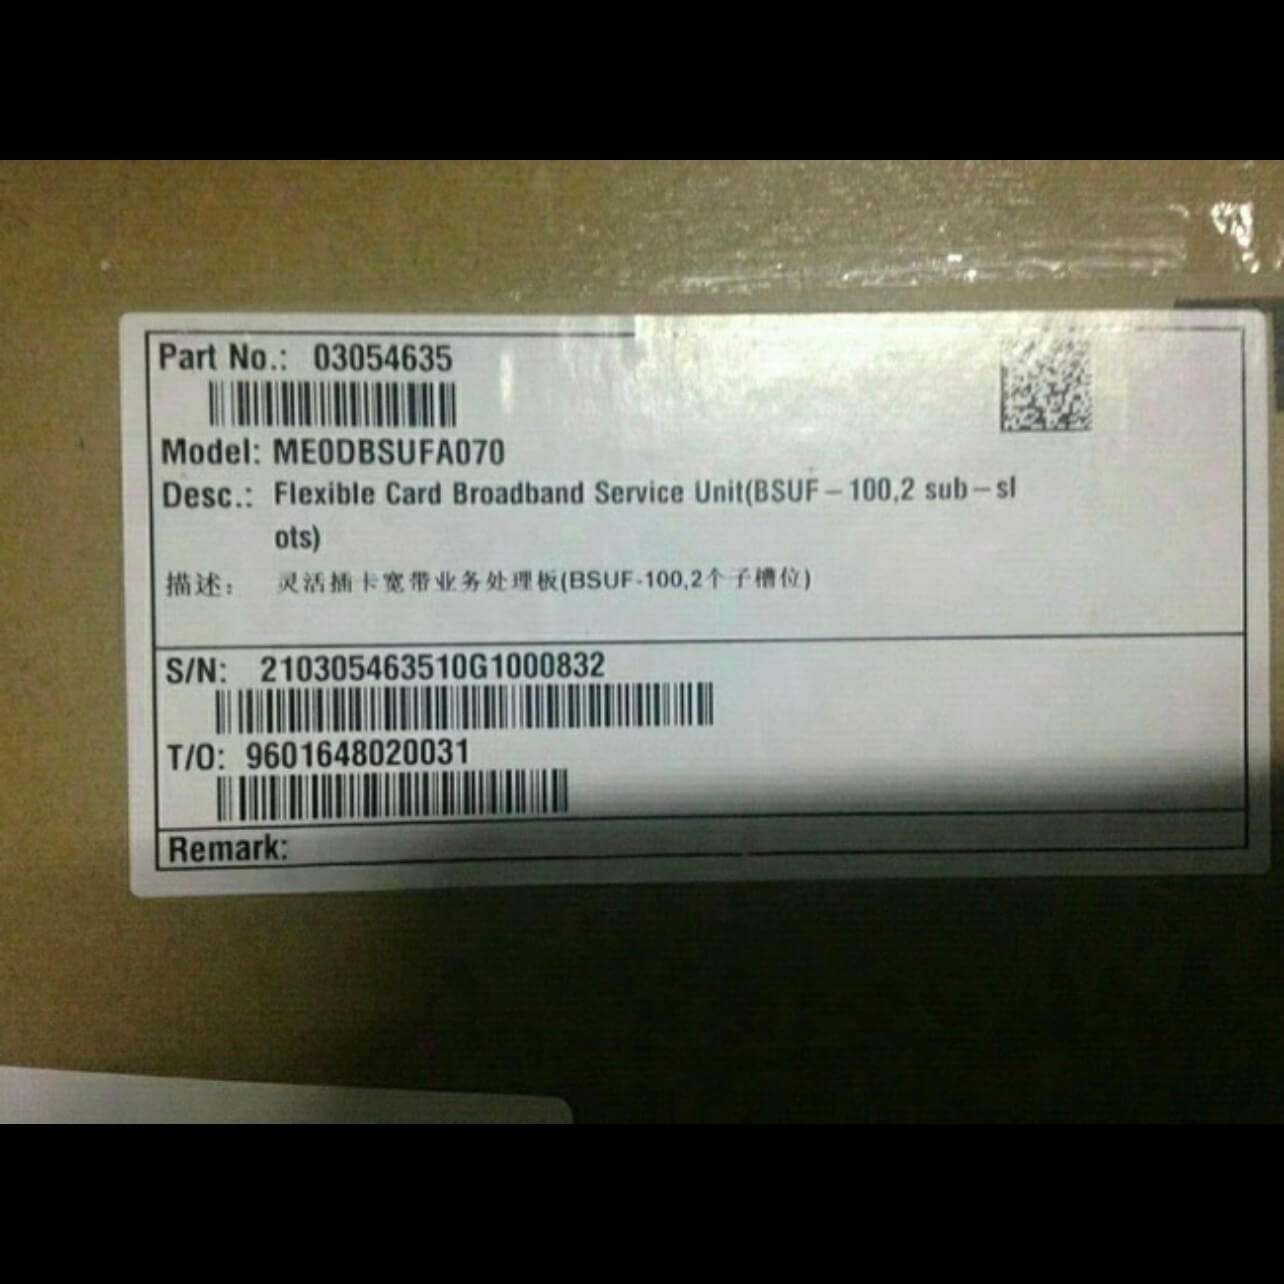 Part No.: 03054635
Model: ME0DBSUFA070
Desc.: Flexible Card Broadband Service Unit(BSUF-100,2 sub-sl
ots)
描述: 灵活插卡宽带业务处理板(BSUF-100,2个子槽位)
S/N: 210305463510G1000832
T/O: 9601648020031
Remark: